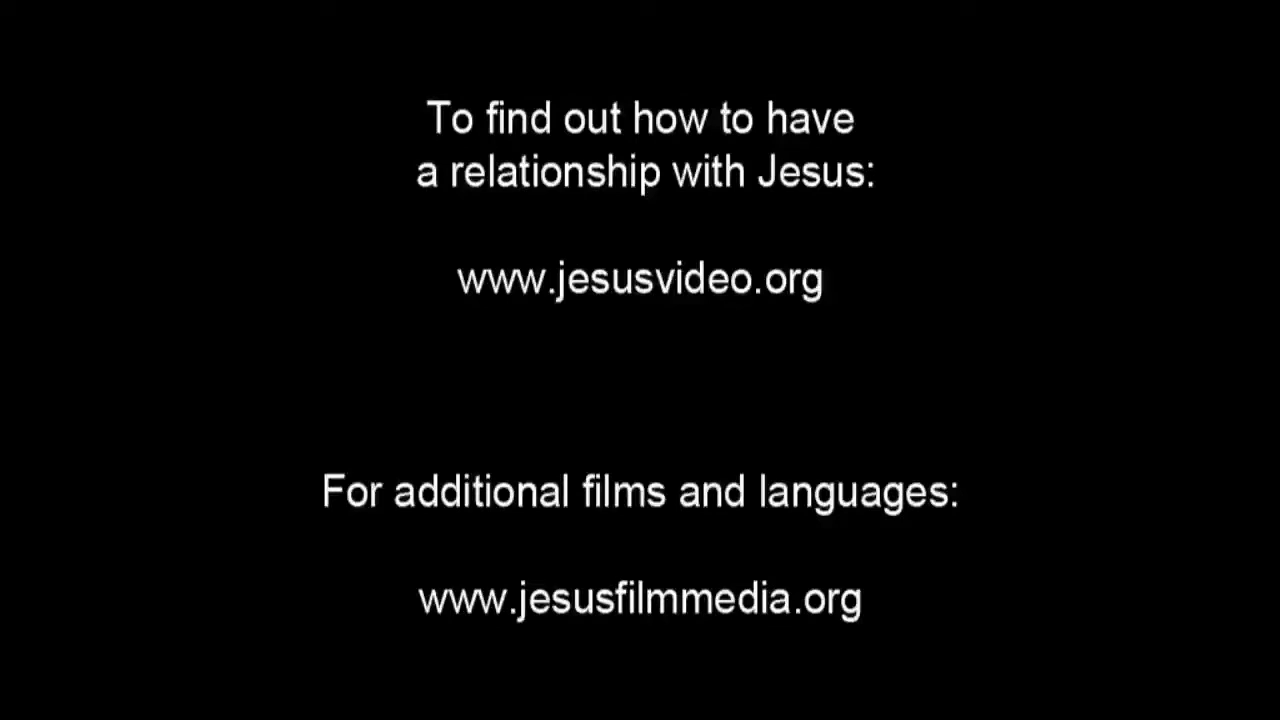 To find out how to have
a relationship with Jesus:
www.jesusvideo.org
For additional films and languages:
www.jesusfilmmedia.org